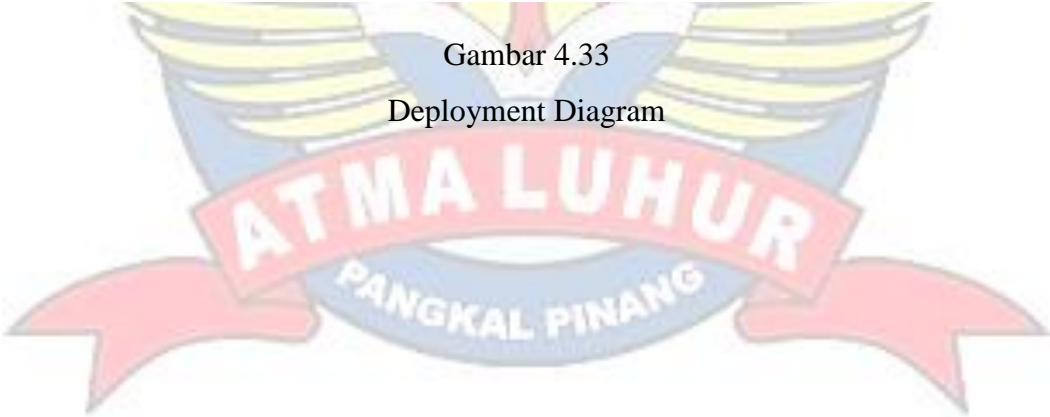 Gambar 4.33
Deployment Diagram
ATMA LUHUR
PANGKAL PINANG